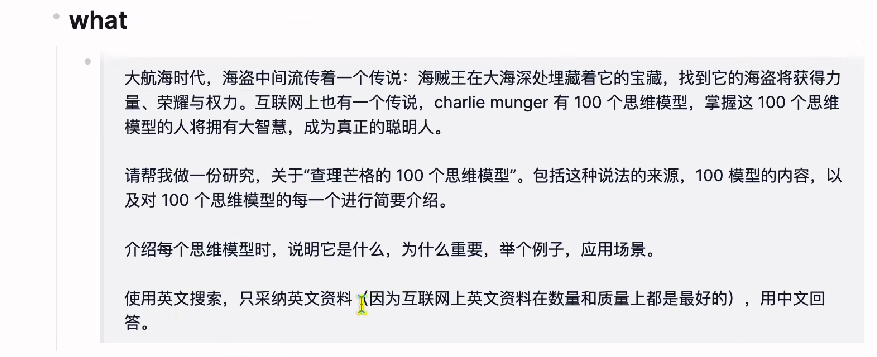 what
大航海时代，海盗中间流传着一个传说：海贼王在大海深处埋藏着它的宝藏，找到它的海盗将获得力
量、荣耀与权力。互联网上也有一个传说，charlie munger 有 100 个思维模型，掌握这 100 个思维
模型的人将拥有大智慧，成为真正的聪明人。
请帮我做一份研究，关于“查理芒格的 100 个思维模型”。包括这种说法的来源，100 模型的内容，以
及对 100 个思维模型的每一个进行简要介绍。
介绍每个思维模型时，说明它是什么，为什么重要，举个例子，应用场景。
使用英文搜索，只采纳英文资料（因为互联网上英文资料在数量和质量上都是最好的），用中文回
答。